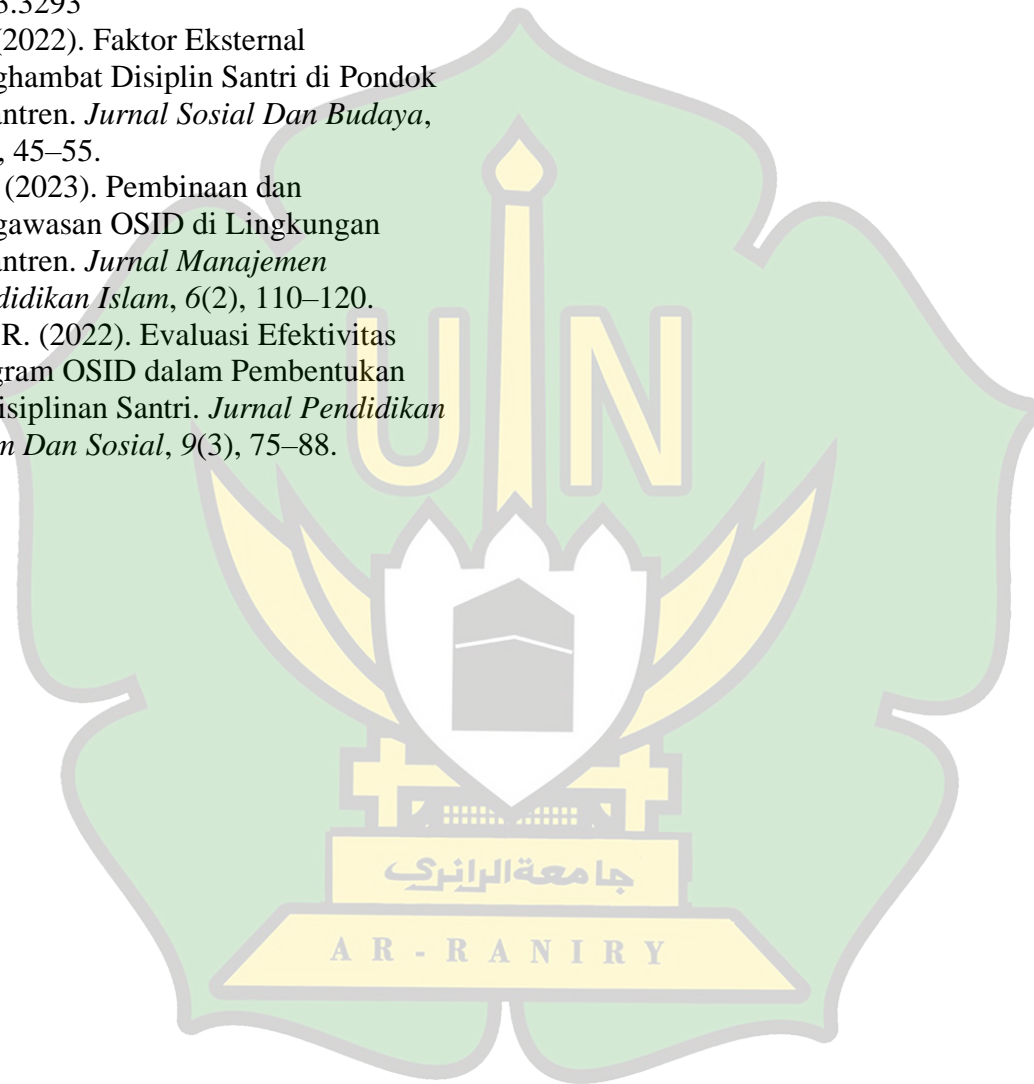 5.3293
(2022). Faktor Eksternal
ghambat Disiplin Santri di Pondok
antren. Jurnal Sosial Dan Budaya,
, 45–55.
(2023). Pembinaan dan
gawasan OSID di Lingkungan
antren. Jurnal Manajemen
didikan Islam, 6(2), 110–120.
R. (2022). Evaluasi Efektivitas
gram OSID dalam Pembentukan
isiplinan Santri. Jurnal Pendidikan
m Dan Sosial, 9(3), 75–88.
UIN
جامعة الرانري
AR-RANIRY